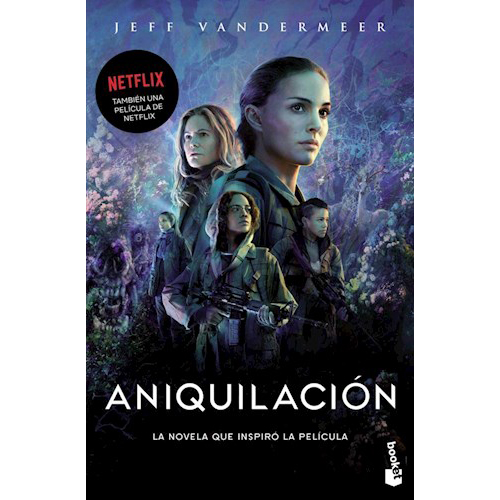 JEFF VANDERMEER
NETFLIX
TAMBIÉN UNA
PELÍCULA DE
NETFLIX
ANIQUILACIÓN
LA NOVELA QUE INSPIRÓ LA PELÍCULA
booket